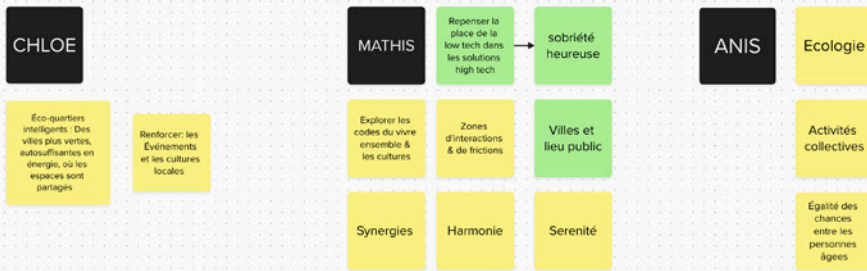 CHLOE
Éco-quartiers
intelligents : Des
villes plus vertes,
autosuffisantes en
énergie, où les
espaces sont
partagés
Renforcer: les
Événements
et les cultures
locales
MATHIS
Repenser la
place de la
low tech dans
les solutions
high tech
sobriété
heureuse
Explorer les
codes du vivre
ensemble &
les cultures
Zones
d'interactions
& de frictions
Villes et
lieu public
Synergies
Harmonie
Serenité
ANIS
Ecologie
Activités
collectives
Égalité des
chances
entre les
personnes
âgees